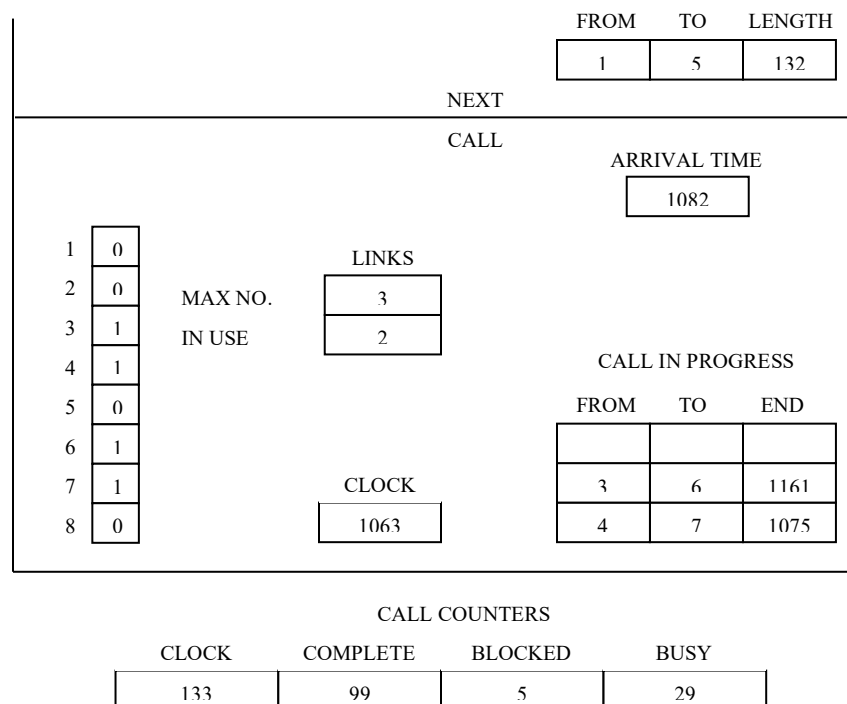 FROM TO LENGTH
1 5 132
NEXT
CALL
ARRIVAL TIME
1082
1 0
2 0
3 1
4 1
5 0
6 1
7 1
8 0
LINKS
MAX NO. 3
IN USE 2
CLOCK
1063
CALL IN PROGRESS
FROM TO END
3 6 1161
4 7 1075
CALL COUNTERS
CLOCK COMPLETE BLOCKED BUSY
133 99 5 29